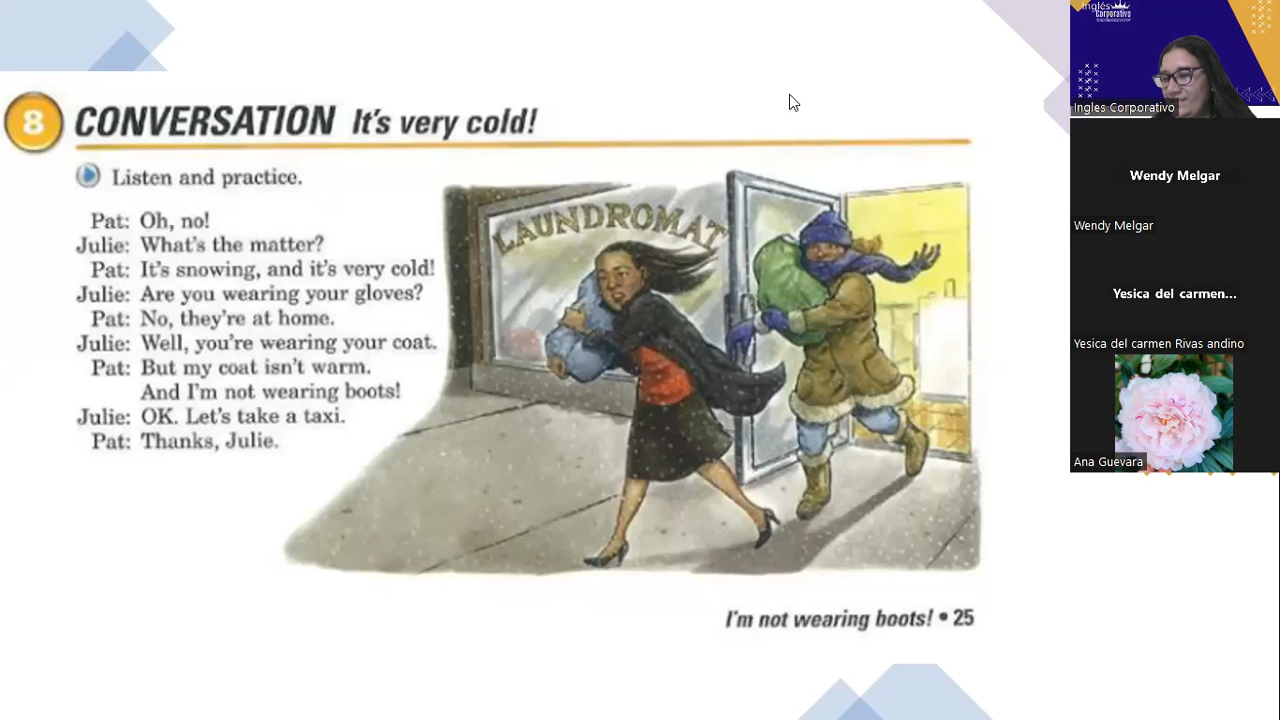 8 CONVERSATION It's very cold!
Listen and practice.
Pat: Oh, no!
Julie: What's the matter?
Pat: It's snowing, and it's very cold!
Julie: Are you wearing your gloves?
Pat: No, they're at home.
Julie: Well, you're wearing your coat.
Pat: But my coat isn't warm.
And I'm not wearing boots!
Julie: OK. Let's take a taxi.
Pat: Thanks, Julie.
LAUNDROMAT
I'm not wearing boots! • 25
Inglés
Corporativo
Ingles Corporativo
Wendy Melgar
Wendy Melgar
Yesica del carmen...
Yesica del carmen Rivas andino
Ana Guevara